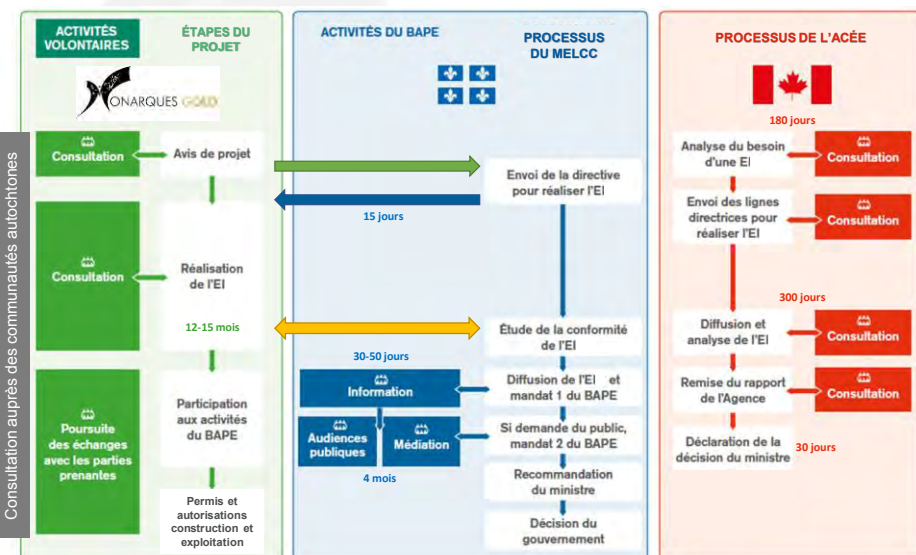 Consultation auprès des communautés autochtones
ACTIVITÉS
VOLONTAIRES
ÉTAPES DU
PROJET
MONARQUES GOLD
Consultation
Avis de projet
Consultation
Réalisation
de l'EI
12-15 mois
Poursuite
des échanges
avec les parties
prenantes
Participation
aux activités
du BAPE
Permis et
autorisations
construction et
exploitation
ACTIVITÉS DU BAPE
PROCESSUS
DU MELCC
15 jours
Envoi de la directive
pour réaliser l'EI
Étude de la conformité
de l'EI
30-50 jours
Information
Diffusion de l'EI et
mandat 1 du BAPE
Audiences
publiques
Médiation
Si demande du public,
mandat 2 du BAPE
4 mois
Recommandation
du ministre
Décision du
gouvernement
PROCESSUS DE L'ACÉE
180 jours
Analyse du besoin
d'une EI
Consultation
Envoi des lignes
directrices pour
réaliser l'EI
Consultation
300 jours
Diffusion et
analyse de l'EI
Consultation
Remise du rapport
de l'Agence
Consultation
Déclaration de la
décision du ministre
30 jours